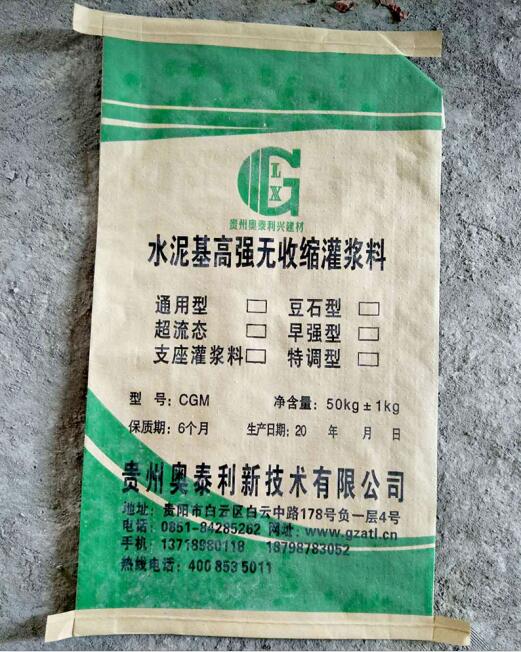 G
LX
贵州奥泰利兴建材
水泥基高强无收缩灌浆料
通用型 □ 豆石型 □
超流态 □ 早强型 □
支座灌浆料 □ 特调型 □
型 号: CGM 净含量: 50kg±1kg
保质期: 6个月 生产日期: 20 年 月 日
贵州奥泰利新技术有限公司
地址: 贵阳市白云区白云中路178号负一层4号
电话: 0851-84285262 网址: www.gzatl.cn
手机: 13718980118 18798783052
热线电话: 400 853 5011